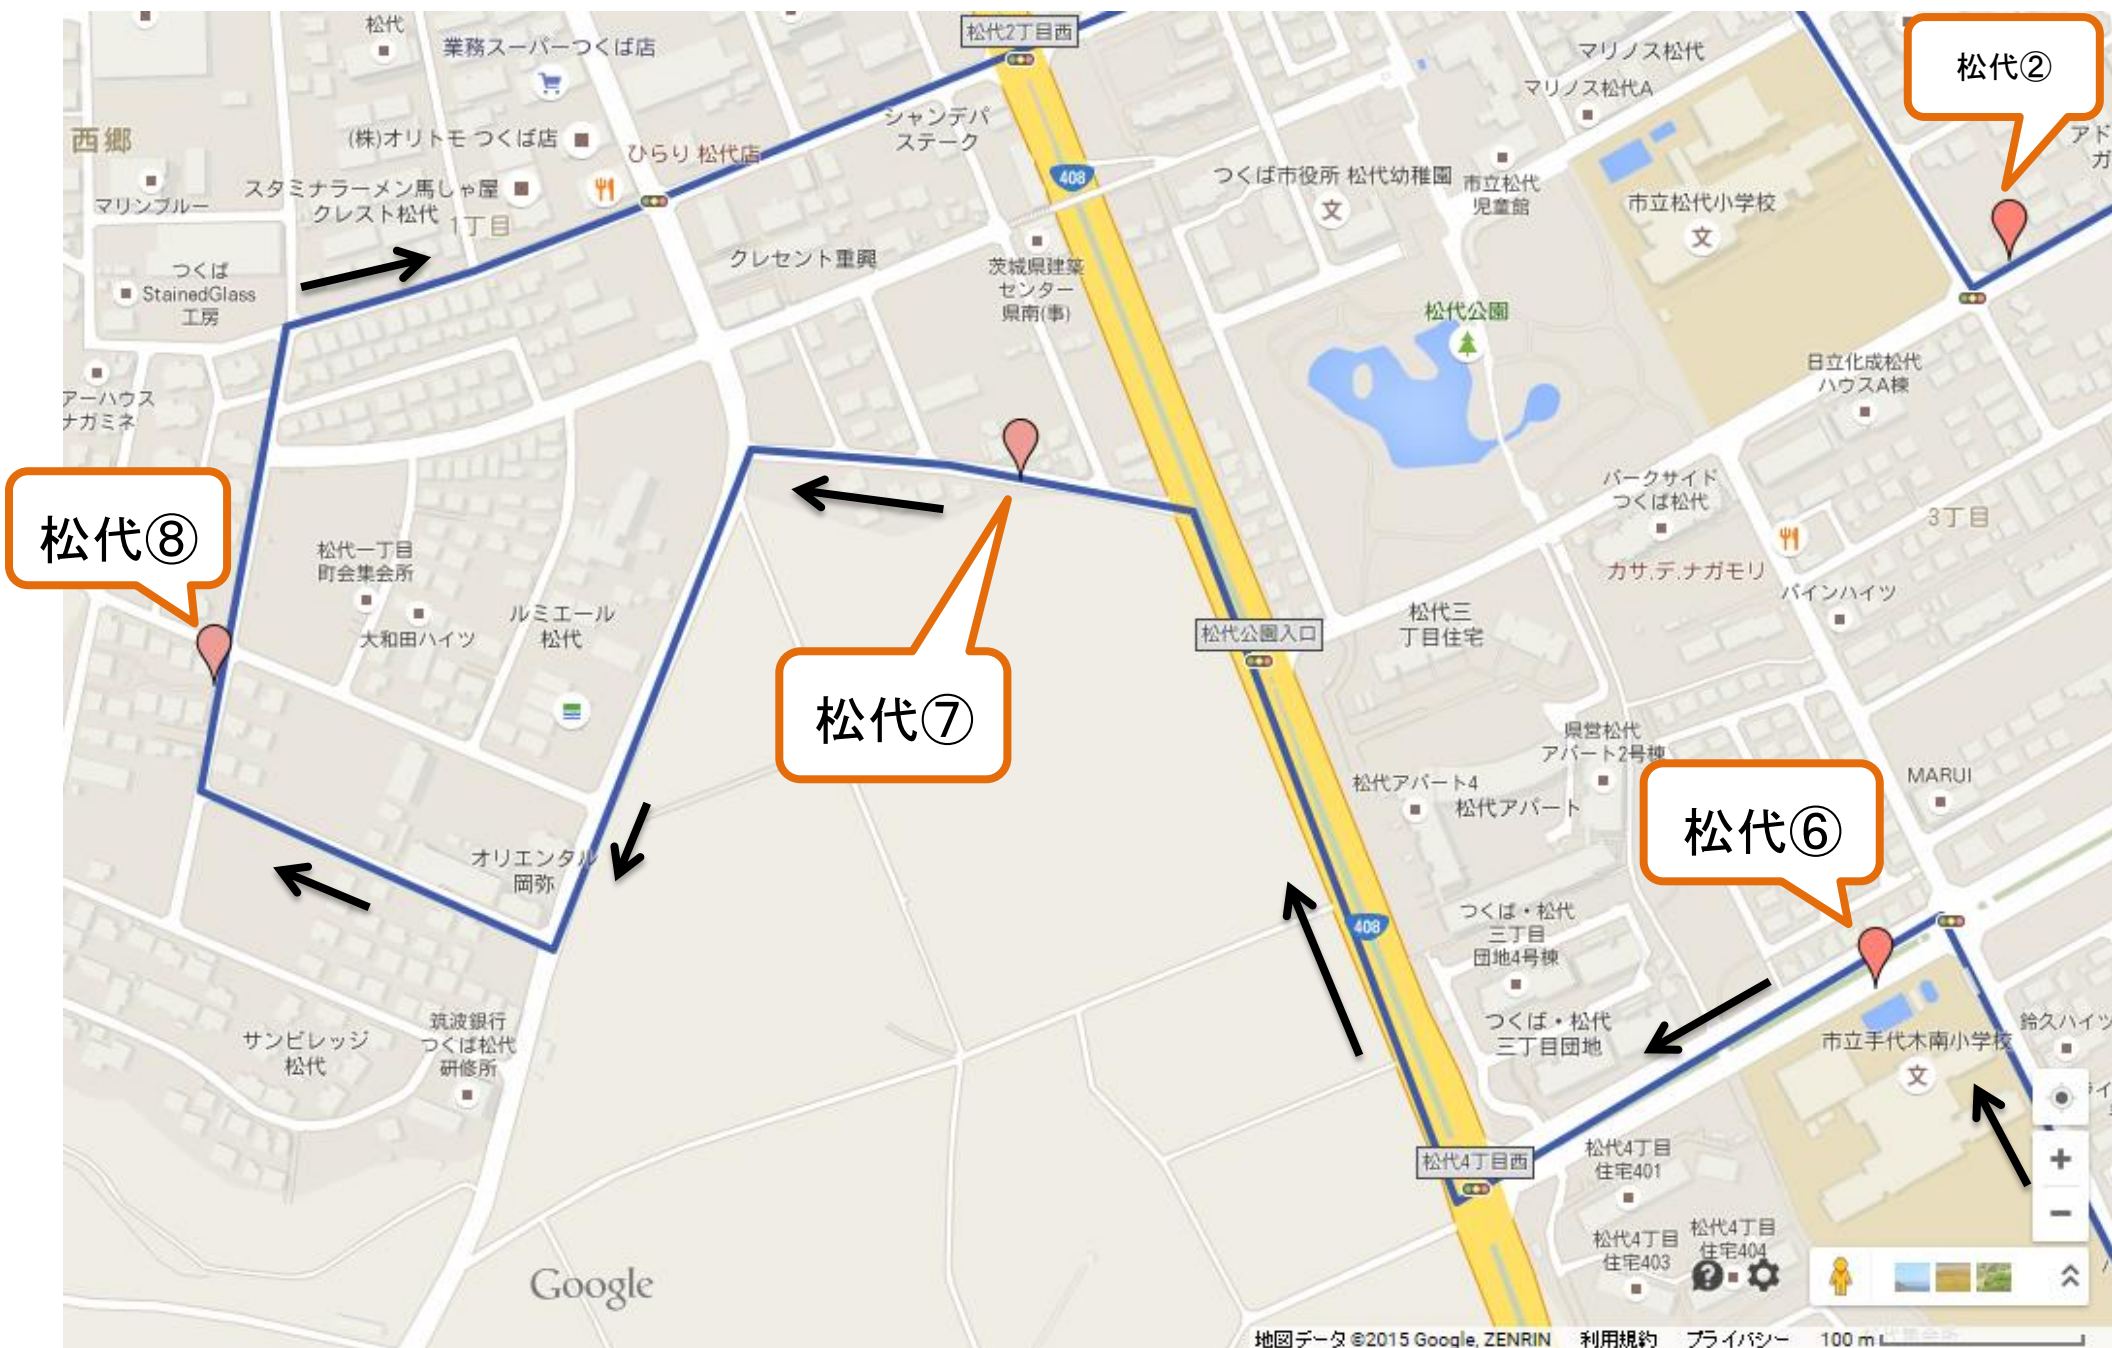 松代
業務スーパーつくば店
松代2丁目西
マリノス松代
マリノス松代A
松代②
西郷
(株)オリトモ つくば店
ひらり 松代店
シャンデパ
ステーク
408
アド
ガ
マリンブルー
スタミナラーメン馬しゃ屋
クレスト松代
1丁目
つくば市役所 松代幼稚園
市立松代
児童館
市立松代小学校
文
文
つくば
StainedGlass
工房
クレセント重興
茨城県建築
センター
県南(事)
松代公園
日立化成松代
ハウスA棟
アーハウス
ナガミネ
松代⑧
松代一丁目
町会集会所
大和田ハイツ
ルミエール
松代
松代⑦
松代公園入口
パークサイド
つくば松代
3丁目
カサ.デ.ナガモリ
パインハイツ
松代三
丁目住宅
県営松代
アパート2号棟
松代アパート4
松代アパート
MARUI
松代⑥
オリエンタル
岡弥
408
つくば・松代
三丁目
団地4号棟
つくば・松代
三丁目団地
市立手代木南小学校
文
鈴久ハイツ
サンビレッジ
松代
筑波銀行
つくば松代
研修所
松代4丁目西
松代4丁目
住宅401
松代4丁目
住宅403
松代4丁目
住宅404
Google
地図データ ©2015 Google, ZENRIN 利用規約 プライバシー 100 m